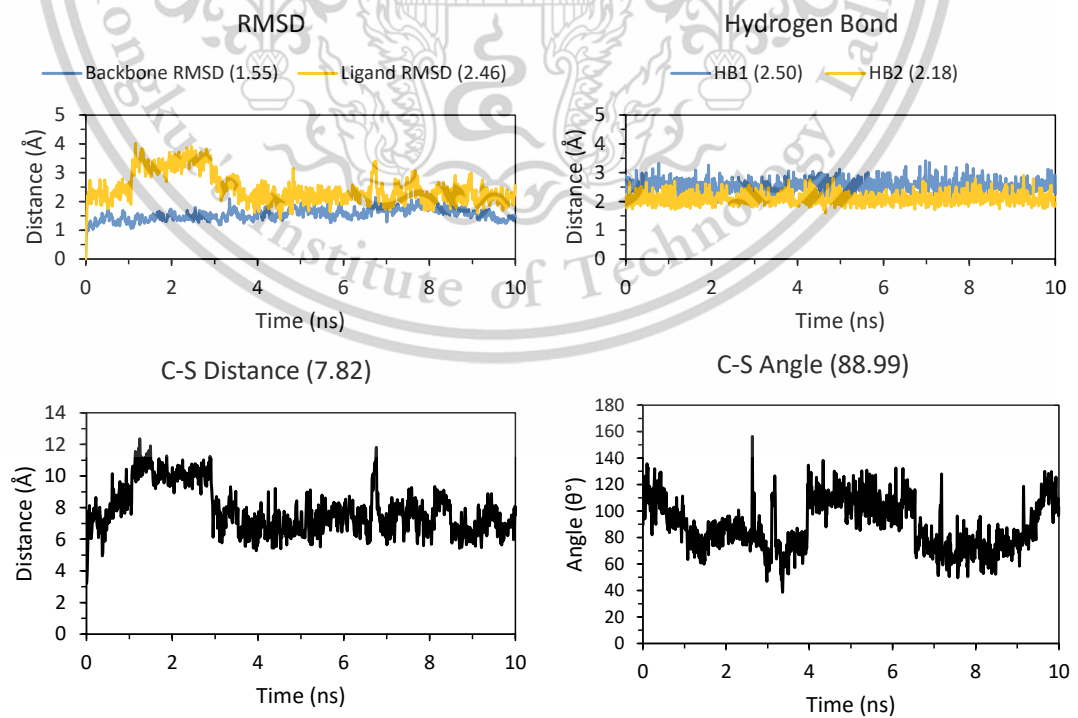 RMSD
Backbone RMSD (1.55) Ligand RMSD (2.46)
5
4
3
2
1
0
Distance (Å)
0 2 4 6 8 10
Time (ns)
Hydrogen Bond
HB1 (2.50) HB2 (2.18)
5
4
3
2
1
0
Distance (Å)
0 2 4 6 8 10
Time (ns)
C-S Distance (7.82)
14
12
10
8
6
4
2
0
Distance (Å)
0 2 4 6 8 10
Time (ns)
C-S Angle (88.99)
180
160
140
120
100
80
60
40
20
0
Angle (θ°)
0 2 4 6 8 10
Time (ns)
Institute of Technology